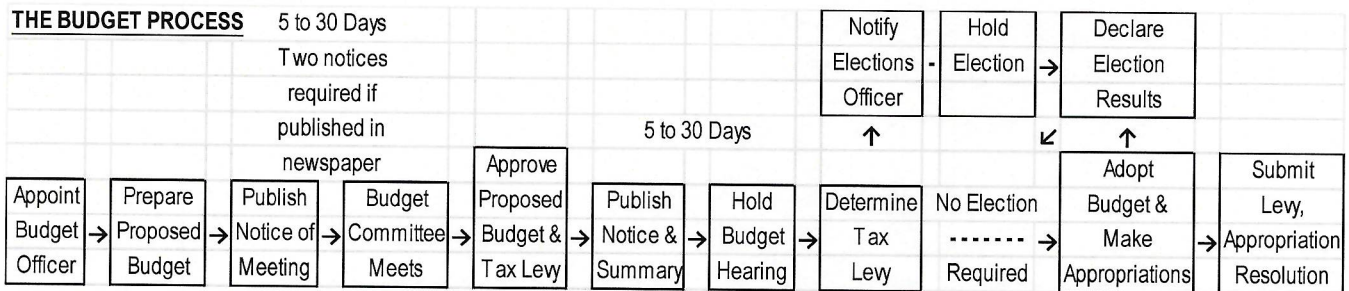 THE BUDGET PROCESS
5 to 30 Days
Two notices
required if
published in
newspaper
Appoint
Budget
Officer
→
Prepare
Proposed
Budget
→
Publish
Notice of
Meeting
→
Budget
Committee
Meets
→
Approve
Proposed
Budget &
Tax Levy
→
5 to 30 Days
Publish
Notice &
Summary
→
Hold
Budget
Hearing
→
Determine
Tax
Levy
↑
Notify
Elections
Officer
-
Hold
Election
→
Declare
Election
Results
↙ ↑
No Election
-------
Required
→
Adopt
Budget &
Make
Appropriations
→
Submit
Levy,
Appropriation
Resolution